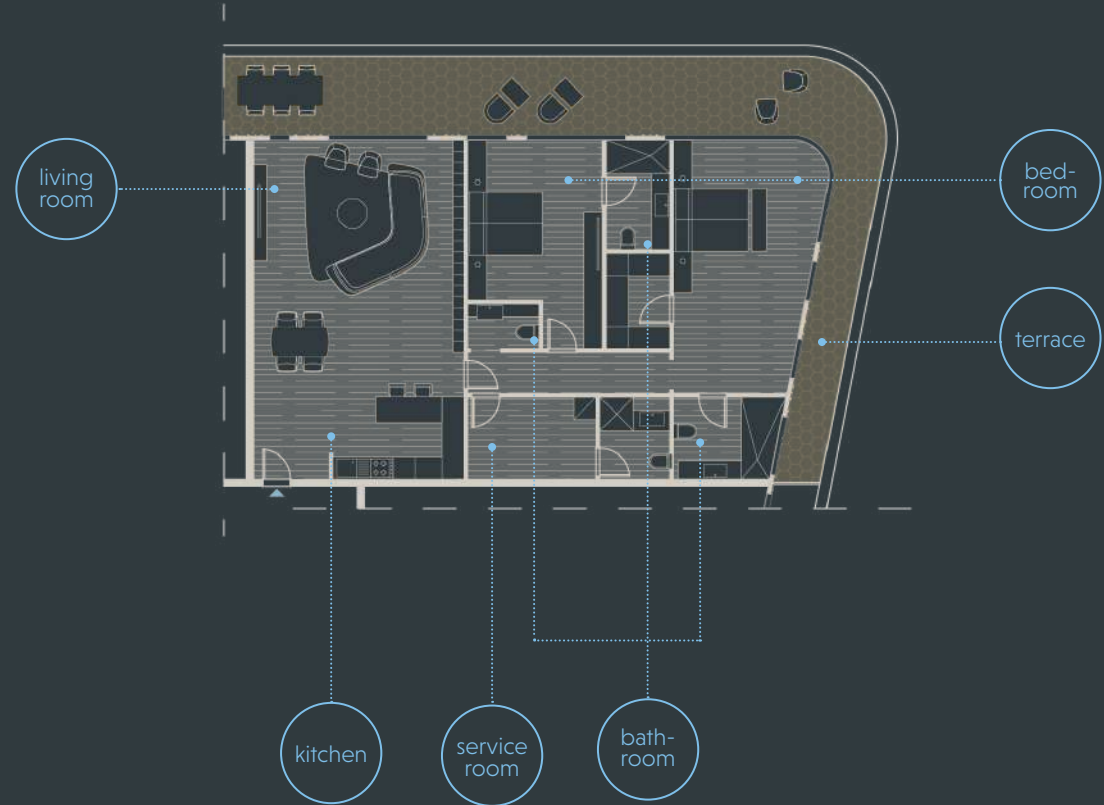 living
room
bed-
room
terrace
kitchen
service
room
bath-
room